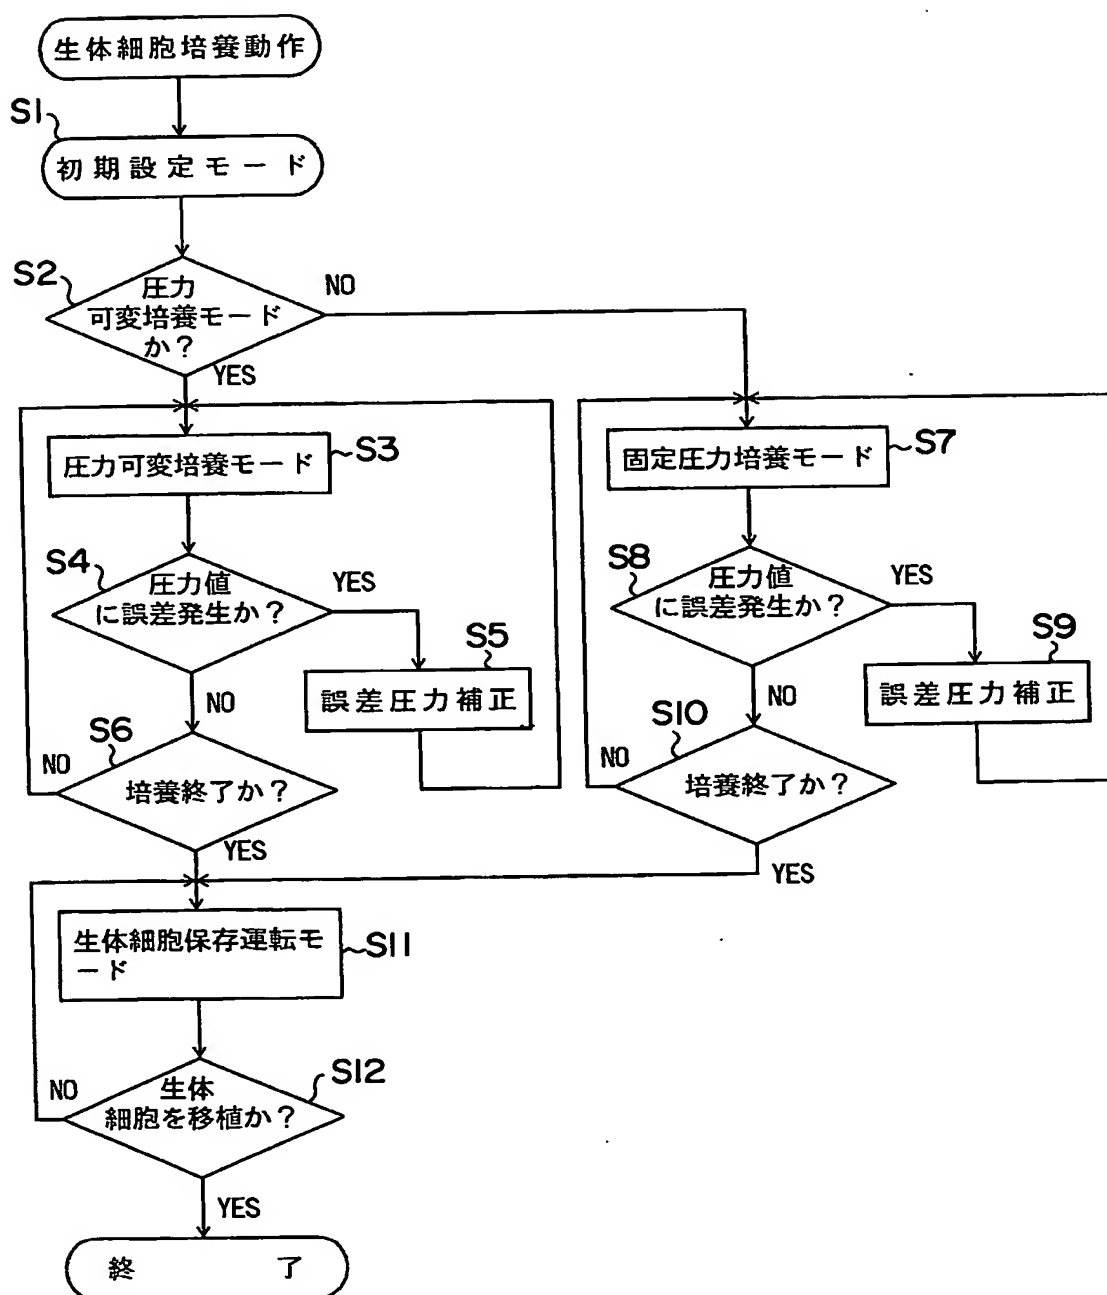 生体細胞培養動作
S1
初期設定モード
S2
圧力
可変培養モード
か？
NO
YES
圧力可変培養モード
S3
S4
圧力値
に誤差発生か？
YES
NO
S5
誤差圧力補正
S6
培養終了か？
NO
YES
固定圧力培養モード
S7
S8
圧力値
に誤差発生か？
YES
NO
S9
誤差圧力補正
S10
培養終了か？
NO
YES
生体細胞保存運転モ
ード
S11
生体
細胞を移植か？
S12
NO
YES
終了